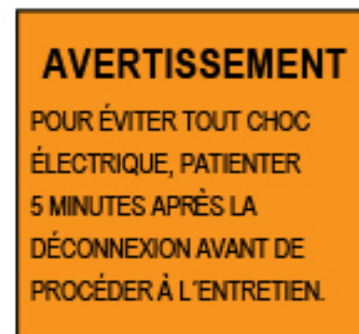 AVERTISSEMENT
POUR ÉVITER TOUT CHOC
ÉLECTRIQUE, PATIENTER
5 MINUTES APRÈS LA
DÉCONNEXION AVANT DE
PROCÉDER À L´ENTRETIEN.